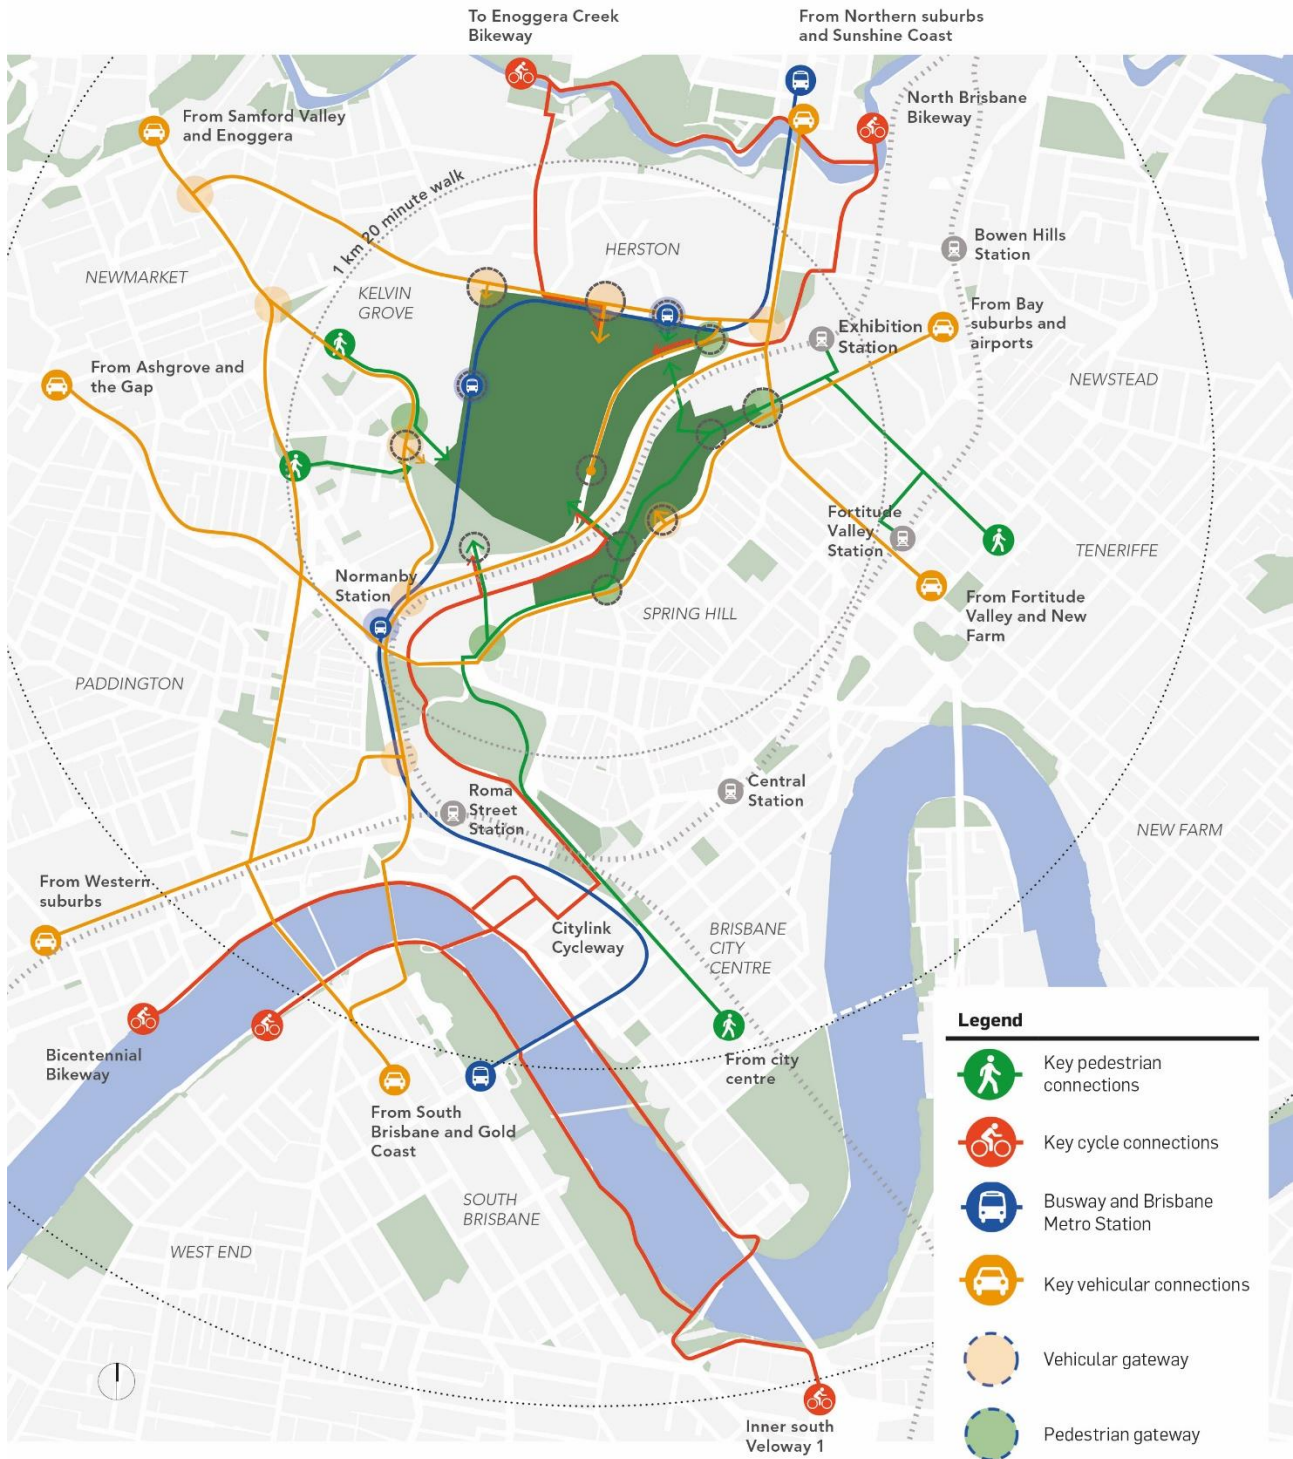 To Enoggera Creek
Bikeway
From Northern suburbs
and Sunshine Coast
From Samford Valley
and Enoggera
North Brisbane
Bikeway
1 km 20 minute walk
HERSTON
Bowen Hills
Station
NEWMARKET
KELVIN
GROVE
From Bay
suburbs and
airports
Exhibition
Station
From Ashgrove and
the Gap
NEWSTEAD
Fortitude
Valley
Station
TENERIFFE
Normanby
Station
From Fortitude
Valley and New
Farm
SPRING HILL
PADDINGTON
Roma
Street
Station
Central
Station
NEW FARM
From Western
suburbs
Citylink
Cycleway
BRISBANE
CITY
CENTRE
Bicentennial
Bikeway
From city
centre
From South
Brisbane and Gold
Coast
SOUTH
BRISBANE
WEST END
Inner south
Veloway 1
Legend
Key pedestrian
connections
Key cycle connections
Busway and Brisbane
Metro Station
Key vehicular connections
Vehicular gateway
Pedestrian gateway